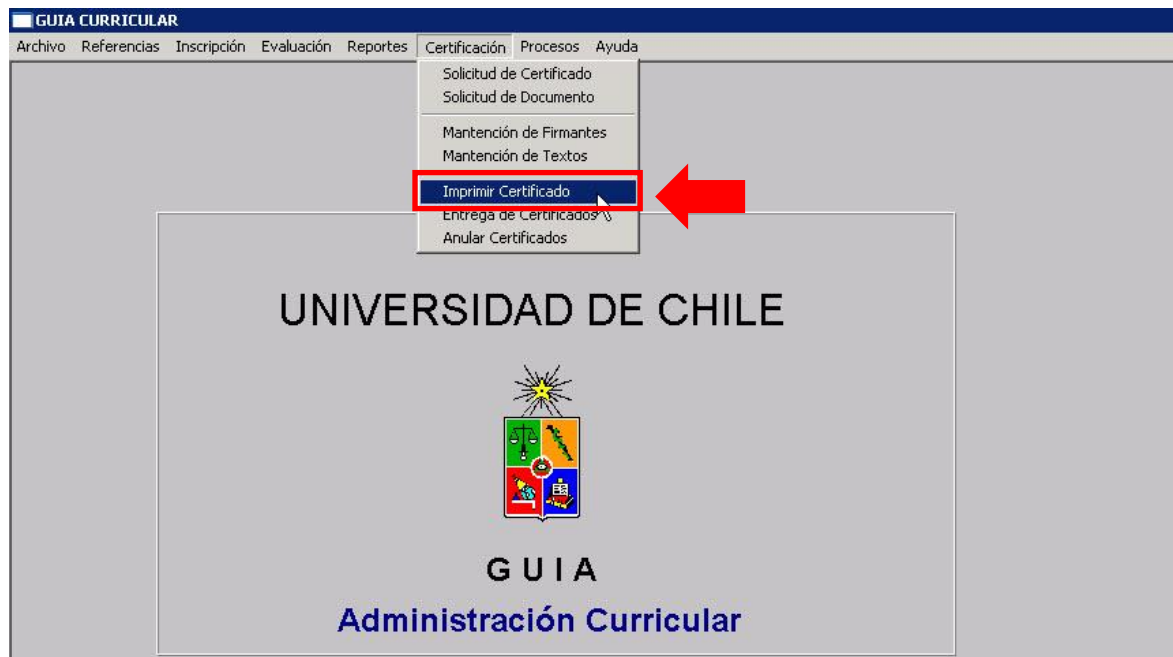 GUIA CURRICULAR
Archivo Referencias Inscripción Evaluación Reportes Certificación Procesos Ayuda
Solicitud de Certificado
Solicitud de Documento
Mantención de Firmantes
Mantención de Textos
Imprimir Certificado
Entrega de Certificados
Anular Certificados
UNIVERSIDAD DE CHILE
G U I A
Administración Curricular